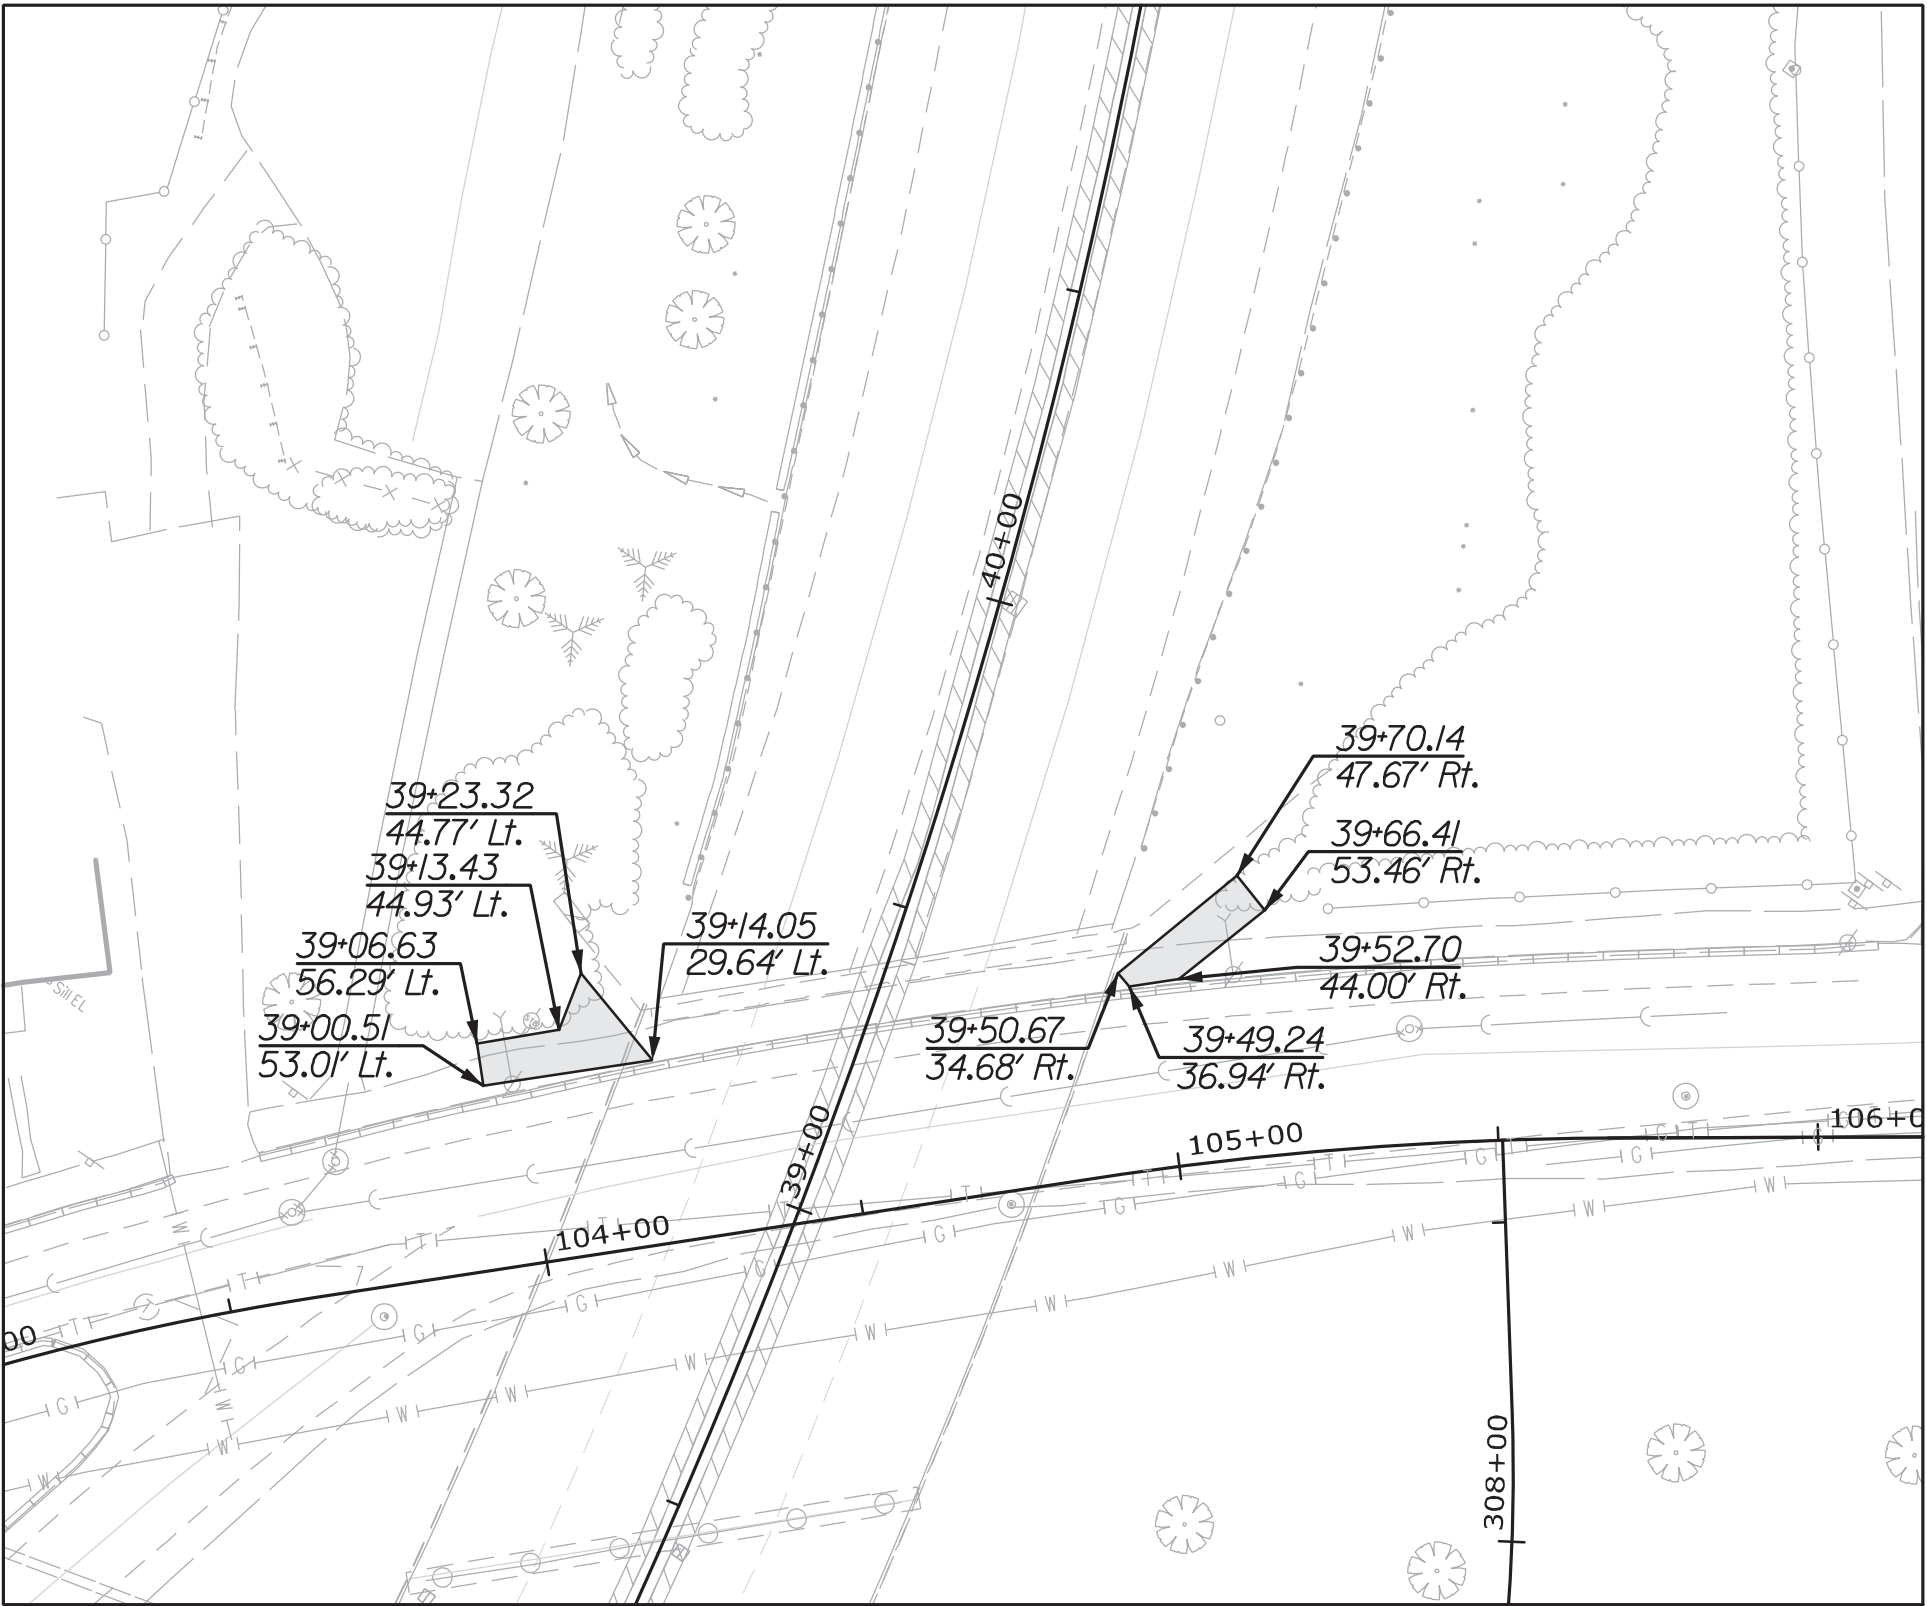 40+00
39+70.14
47.67' Rt.
39+23.32
44.77' Lt.
39+66.41
53.46' Rt.
39+13.43
44.93' Lt.
39+14.05
29.64' Lt.
39+06.63
56.29' Lt.
39+52.70
44.00' Rt.
Sill EL
39+00.51
53.01' Lt.
39+50.67
34.68' Rt.
39+49.24
36.94' Rt.
39+00
105+00
106+0
104+00
00
T
T
T
T
T
T
T
T
G
G
G
G
G
G
G
G
G
G
W
W
W
W
W
W
W
W
W
W
W
W
308+00